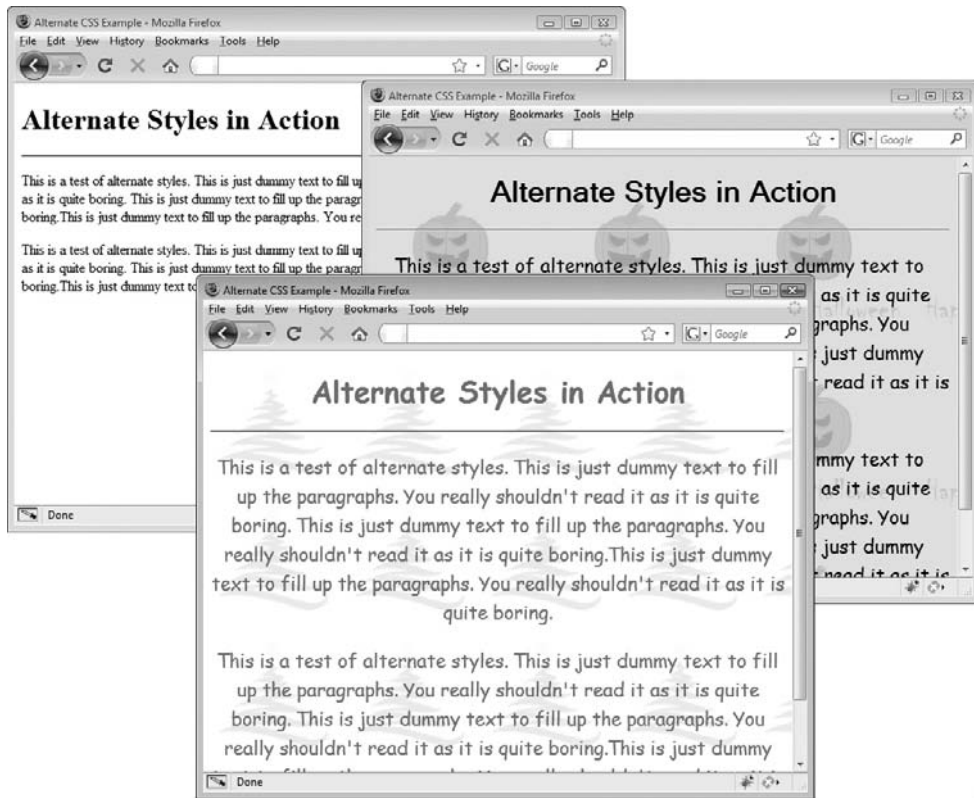 Alternate CSS Example - Mozilla Firefox
File Edit View History Bookmarks Tools Help
Google
Alternate Styles in Action
This is a test of alternate styles. This is just dummy text to fill
as it is quite boring. This is just dummy text to fill up the
boring.This is just dummy text to fill up the paragraphs. You
This is a test of alternate styles. This is just dummy text to fill
as it is quite boring. This is just dummy text to fill up the
boring.This is just dummy text
Done
Alternate CSS Example - Mozilla Firefox
File Edit View History Bookmarks Tools Help
Google
Alternate Styles in Action
This is a test of alternate styles. This is just dummy text to
as it is quite
You
just dummy
read it as it is
text to
as it is quite
You
just dummy
read it as it is
Alternate CSS Example - Mozilla Firefox
File Edit View History Bookmarks Tools Help
Google
Alternate Styles in Action
This is a test of alternate styles. This is just dummy text to fill
up the paragraphs. You really shouldn't read it as it is quite
boring. This is just dummy text to fill up the paragraphs. You
really shouldn't read it as it is quite boring.This is just dummy
text to fill up the paragraphs. You really shouldn't read it as it is
quite boring.
This is a test of alternate styles. This is just dummy text to fill
up the paragraphs. You really shouldn't read it as it is quite
boring. This is just dummy text to fill up the paragraphs. You
really shouldn't read it as it is quite boring.This is just dummy
Done